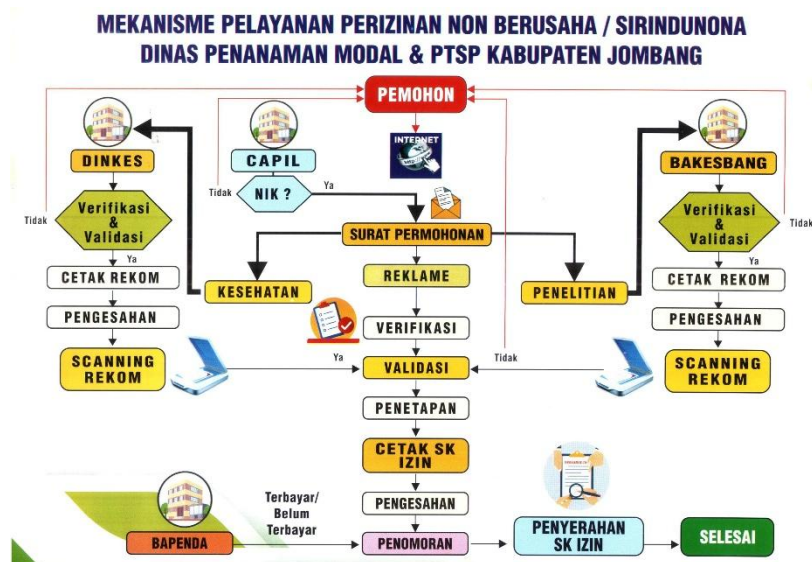 MEKANISME PELAYANAN PERIZINAN NON BERUSAHA / SIRINDUNONA
DINAS PENANAMAN MODAL & PTSP KABUPATEN JOMBANG
PEMOHON
INTERNET
DINKES
CAPIL
BAKESBANG
Tidak
Verifikasi
&
Validasi
Tidak
NIK ?
Ya
Verifikasi
&
Validasi
Tidak
SURAT PERMOHONAN
Ya
CETAK REKOM
KESEHATAN
REKLAME
PENELITIAN
Ya
CETAK REKOM
PENGESAHAN
VERIFIKASI
PENGESAHAN
SCANNING
REKOM
Ya
VALIDASI
Tidak
SCANNING
REKOM
PENETAPAN
CETAK SK
IZIN
PENGESAHAN
BAPENDA
Terbayar/
Belum
Terbayar
PENOMORAN
PENYERAHAN
SK IZIN
SELESAI